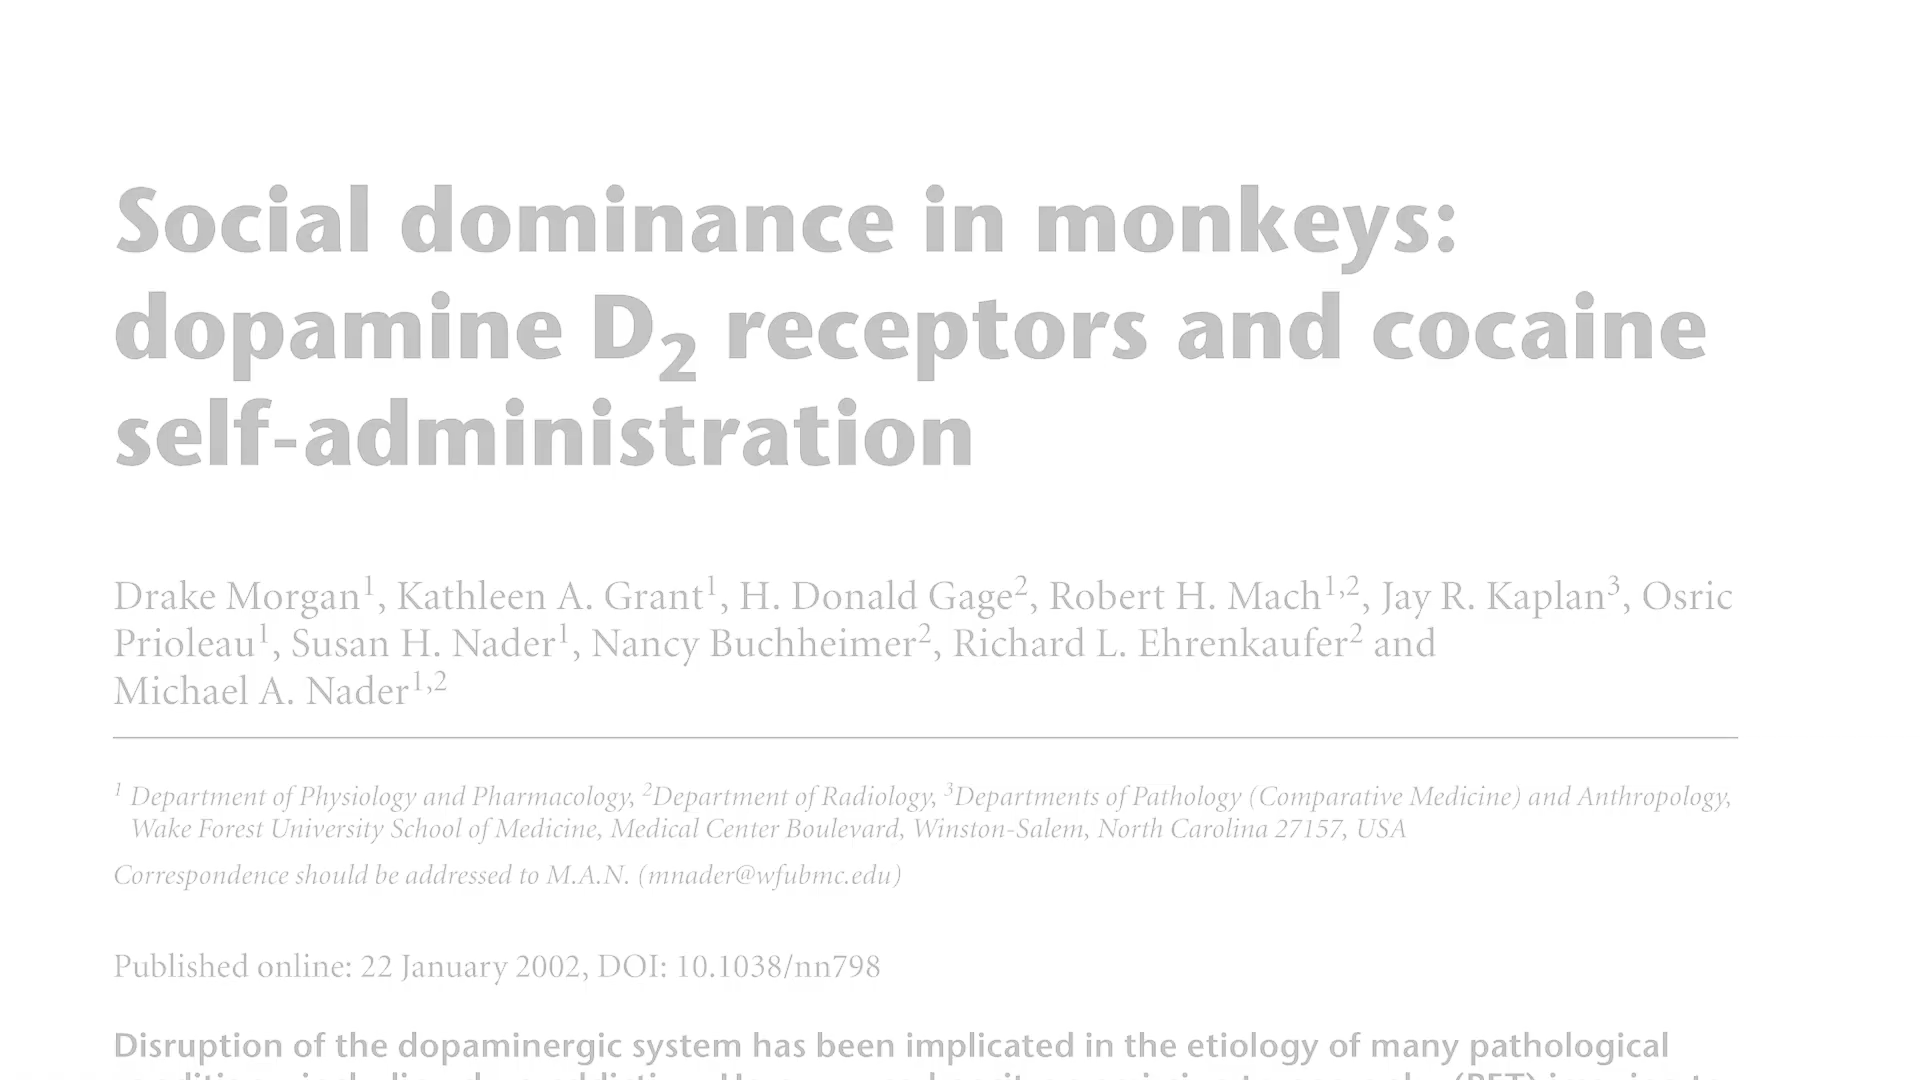 Social dominance in monkeys:
dopamine D2 receptors and cocaine
self-administration
Drake Morgan1, Kathleen A. Grant1, H. Donald Gage2, Robert H. Mach1,2, Jay R. Kaplan3, Osric
Prioleau1, Susan H. Nader1, Nancy Buchheimer2, Richard L. Ehrenkaufer2 and
Michael A. Nader1,2
1 Department of Physiology and Pharmacology, 2Department of Radiology, 3Departments of Pathology (Comparative Medicine) and Anthropology,
Wake Forest University School of Medicine, Medical Center Boulevard, Winston-Salem, North Carolina 27157, USA
Correspondence should be addressed to M.A.N. (mnader@wfubmc.edu)
Published online: 22 January 2002, DOI: 10.1038/nn798
Disruption of the dopaminergic system has been implicated in the etiology of many pathological